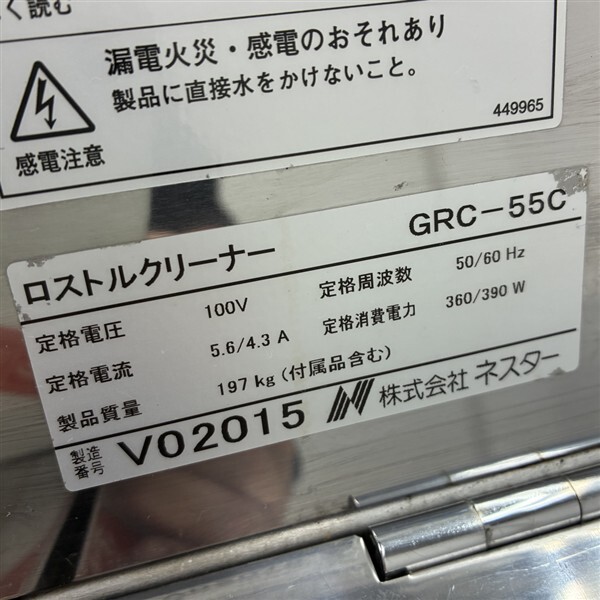 く読む
漏電火災・感電のおそれあり
製品に直接水をかけないこと。
感電注意
449965
ロストルクリーナー GRC-55C
定格電圧 100V 定格周波数 50/60 Hz
定格電流 5.6/4.3 A 定格消費電力 360/390 W
製品質量 197 kg (付属品含む)
製造番号 V02015 株式会社 ネスター